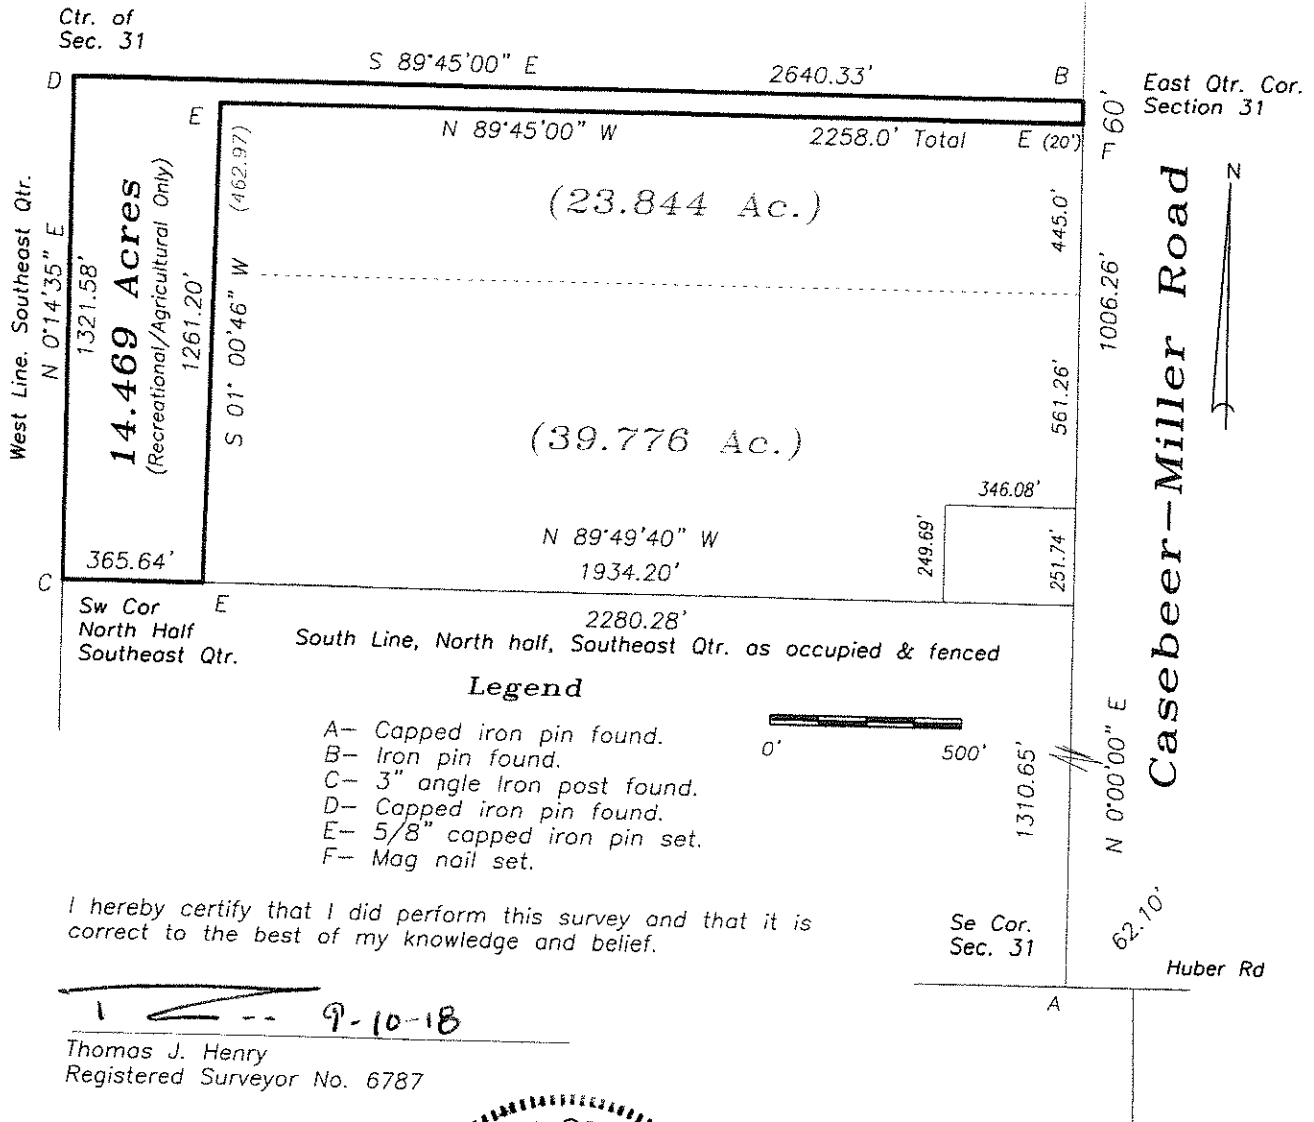 Ctr. of
Sec. 31
S 89°45'00" E
2640.33'
D
B
East Qtr. Cor.
Section 31
60'
F
E
N 89°45'00" W
2258.0' Total
E (20')
(462.97)
(23.844 Ac.)
445.0'
N
West Line. Southeast Qtr.
N 0°14'35" E
1321.58'
14.469 Acres
(Recreational/Agricultural Only)
1261.20'
S 01° 00'46" W
1006.26'
Casebeer-Miller Road
561.26'
(39.776 Ac.)
346.08'
249.69'
251.74'
N 89°49'40" W
1934.20'
365.64'
C
E
Sw Cor
North Half
Southeast Qtr.
2280.28'
South Line, North half, Southeast Qtr. as occupied & fenced
Legend
A- Capped iron pin found.
B- Iron pin found.
C- 3" angle Iron post found.
D- Capped iron pin found.
E- 5/8" capped iron pin set.
F- Mag nail set.
0'
500'
1310.65'
N 0°00'00" E
I hereby certify that I did perform this survey and that it is
correct to the best of my knowledge and belief.
Se Cor.
Sec. 31
62.10'
Huber Rd
A
9-10-18
Thomas J. Henry
Registered Surveyor No. 6787